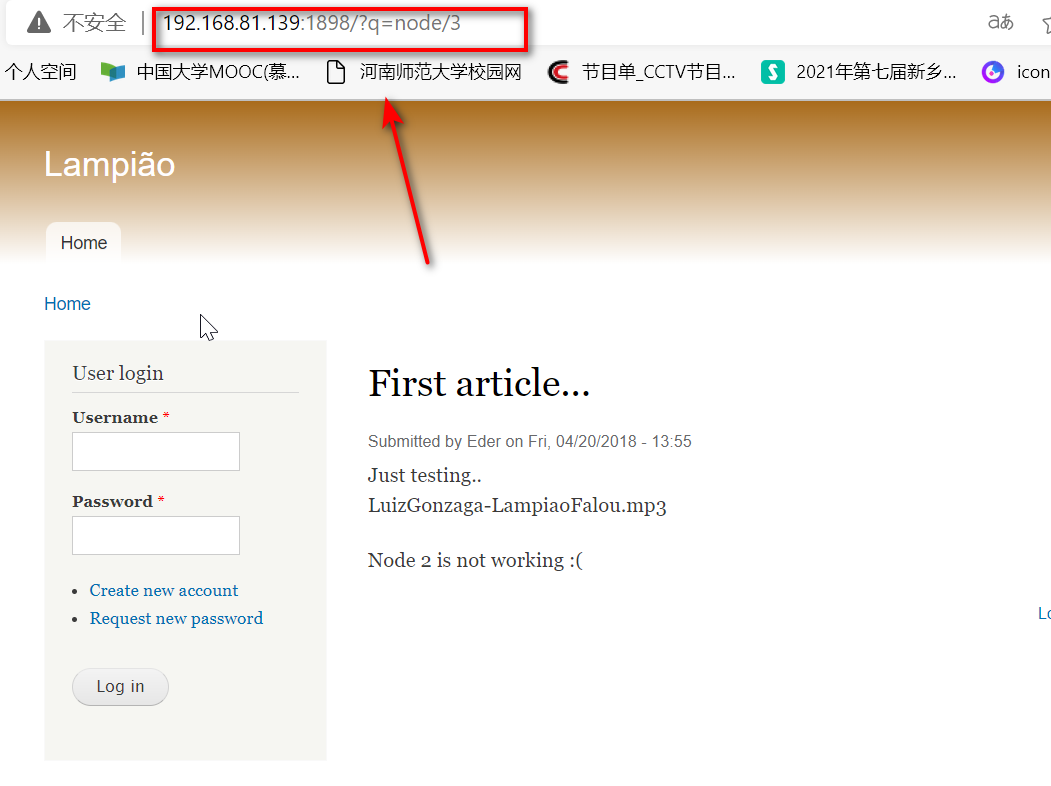 不安全 192.168.81.139:1898/?q=node/3 aあ
个人空间 中国大学MOOC(慕... 河南师范大学校园网 节目单_CCTV节目... 2021年第七届新乡... icon
Lampião
Home
Home
User login
Username *
Password *
Create new account
Request new password
Log in
First article...
Submitted by Eder on Fri, 04/20/2018 - 13:55
Just testing..
LuizGonzaga-LampiaoFalou.mp3
Node 2 is not working :(